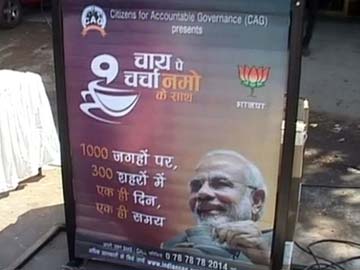 CAG
Citizens for Accountable Governance (CAG)
presents
चाय पे
चर्चा नमो
के साथ
भाजपा
1000 जगहों पर,
300 शहरों में
एक ही दिन,
एक ही समय
0 78 78 78 2014